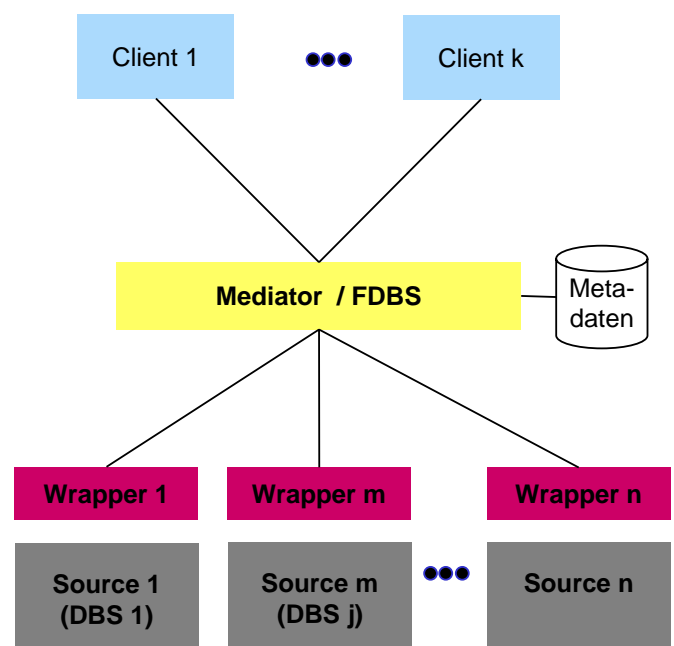 Client 1
Client k
Mediator / FDBS
Meta-
daten
Wrapper 1
Wrapper m
Wrapper n
Source 1
(DBS 1)
Source m
(DBS j)
Source n